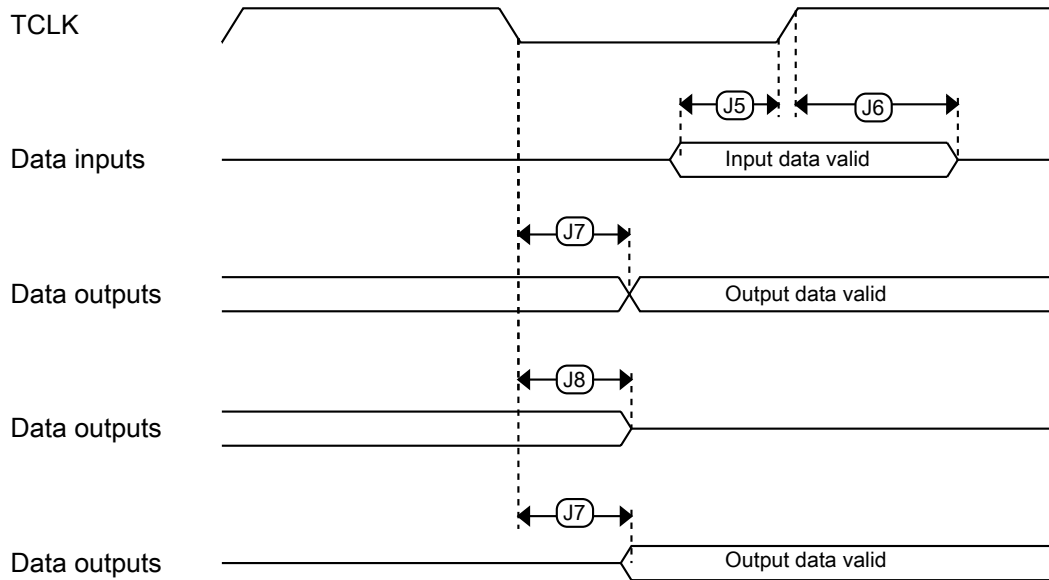 TCLK
J5
J6
Data inputs
Input data valid
J7
Data outputs
Output data valid
J8
Data outputs
J7
Data outputs
Output data valid